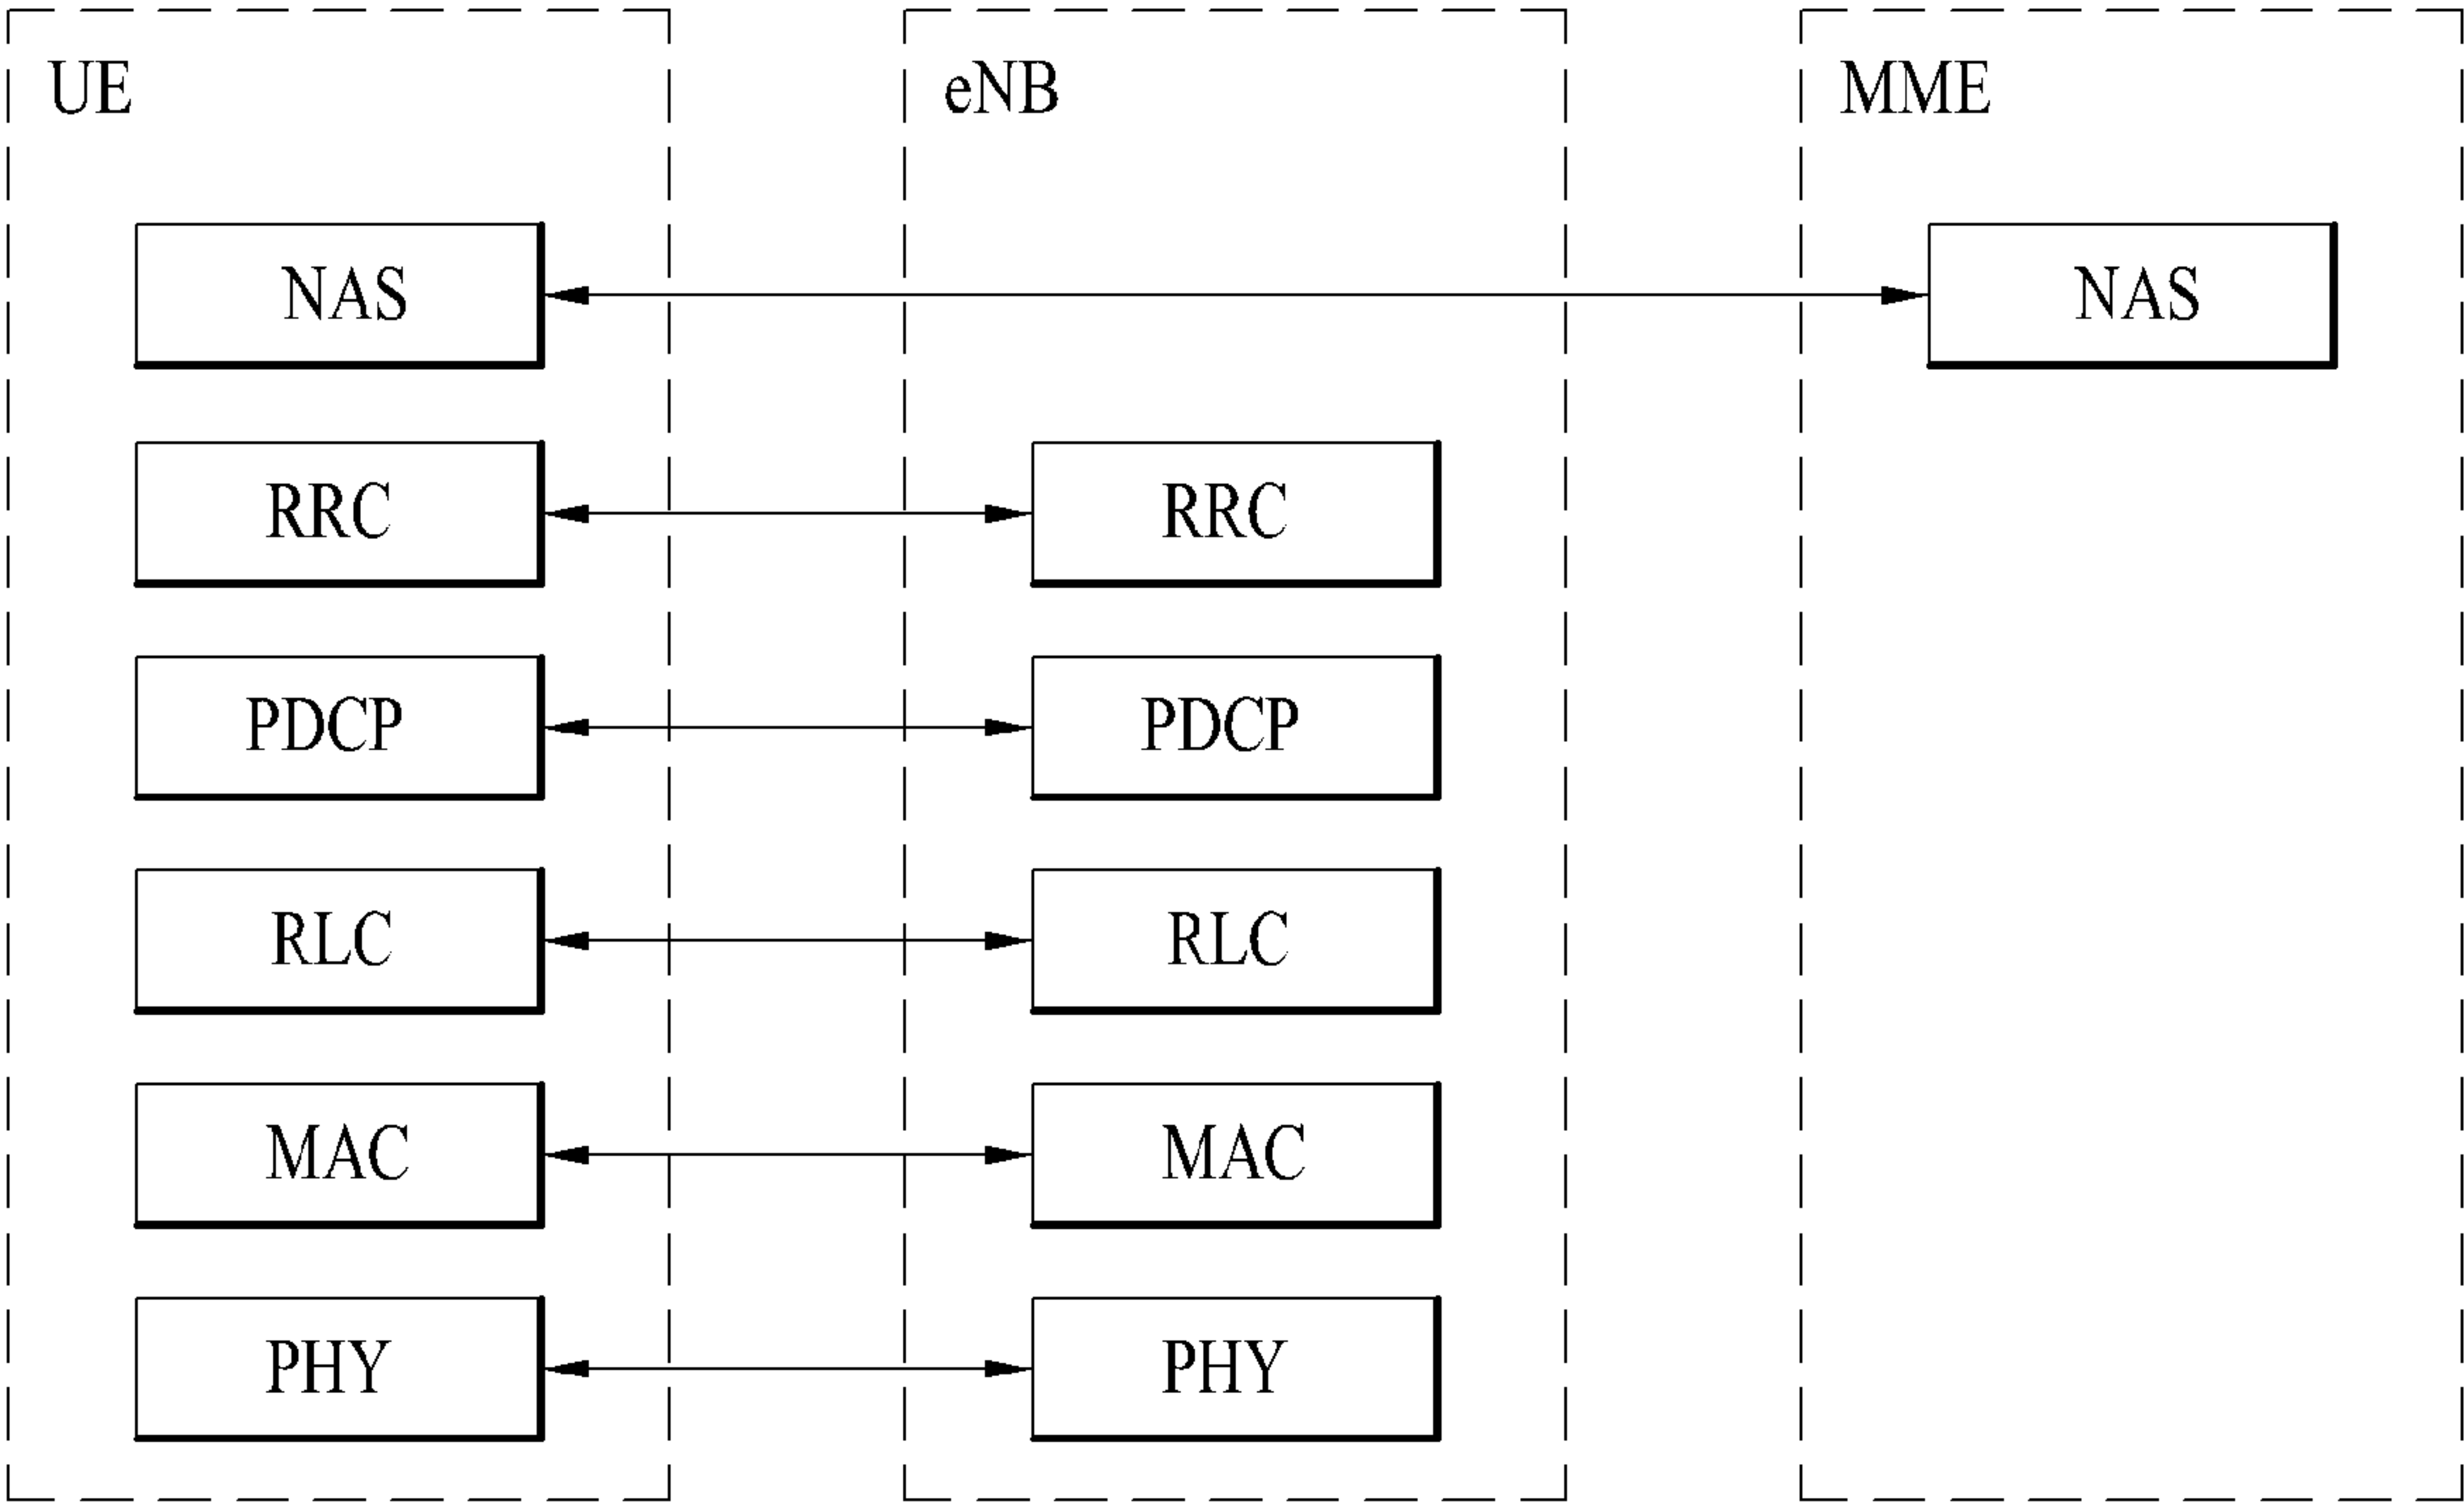 UE eNB MME
NAS NAS
RRC RRC
PDCP PDCP
RLC RLC
MAC MAC
PHY PHY